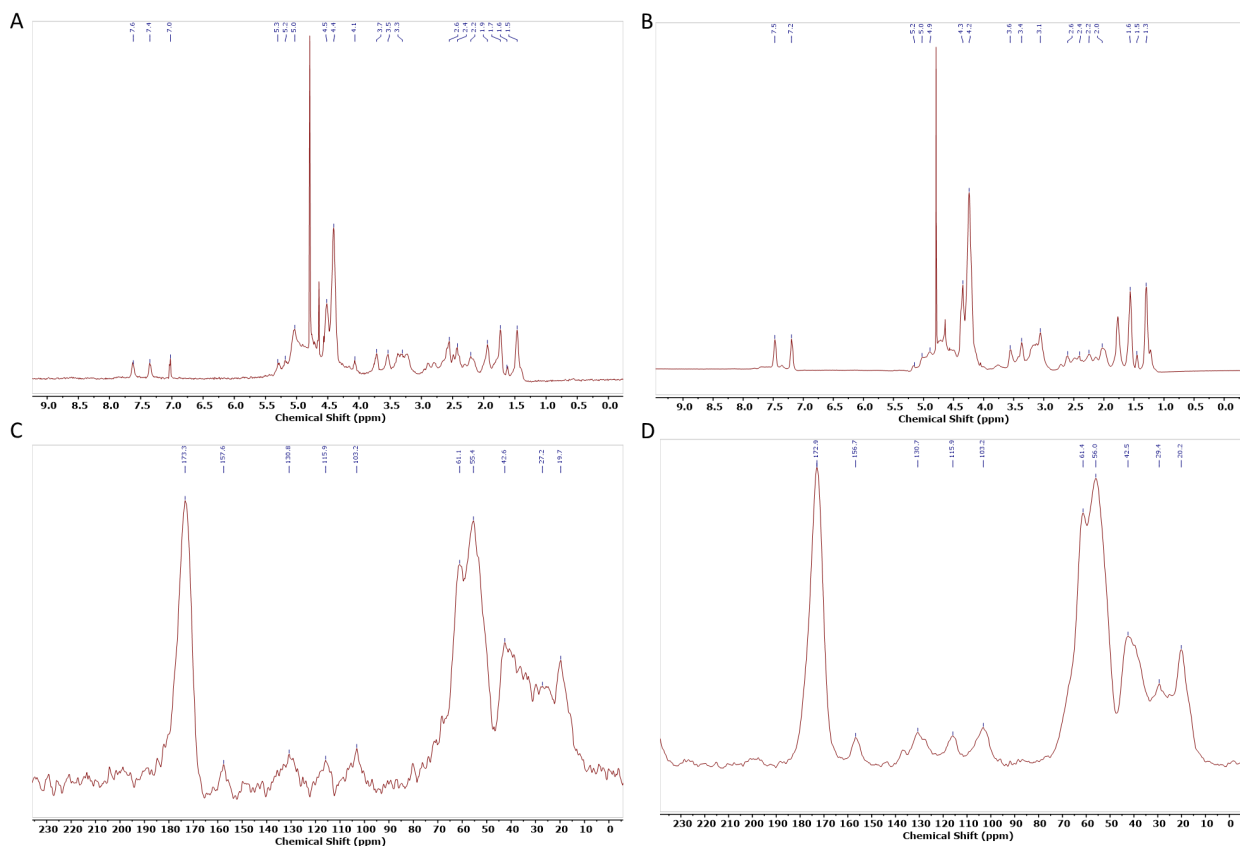 A
7.6 7.4 7.0 5.3 5.2 5.0 4.5 4.4 4.1 3.7 3.5 3.3 2.6 2.4 2.4 2.2 2.2 1.9 1.7 1.6 1.5
9.0 8.5 8.0 7.5 7.0 6.5 6.0 5.5 5.0 4.5 4.0 3.5 3.0 2.5 2.0 1.5 1.0 0.5 0.0
Chemical Shift (ppm)
B
7.5 7.2 5.2 5.0 4.9 4.3 4.2 3.6 3.4 3.1 2.6 2.4 2.2 2.0 1.6 1.5 1.3
9.0 8.5 8.0 7.5 7.0 6.5 6.0 5.5 5.0 4.5 4.0 3.5 3.0 2.5 2.0 1.5 1.0 0.5 0.0
Chemical Shift (ppm)
C
173.3 157.6 130.8 115.9 103.2 61.1 55.4 42.6 27.2 19.7
220 210 200 190 180 170 160 150 140 130 120 110 100 90 80 70 60 50 40 30 20 10 0
Chemical Shift (ppm)
D
172.9 156.7 130.7 115.9 103.2 61.4 56.0 42.5 29.4 20.2
230 220 210 200 190 180 170 160 150 140 130 120 110 100 90 80 70 60 50 40 30 20 10 0
Chemical Shift (ppm)